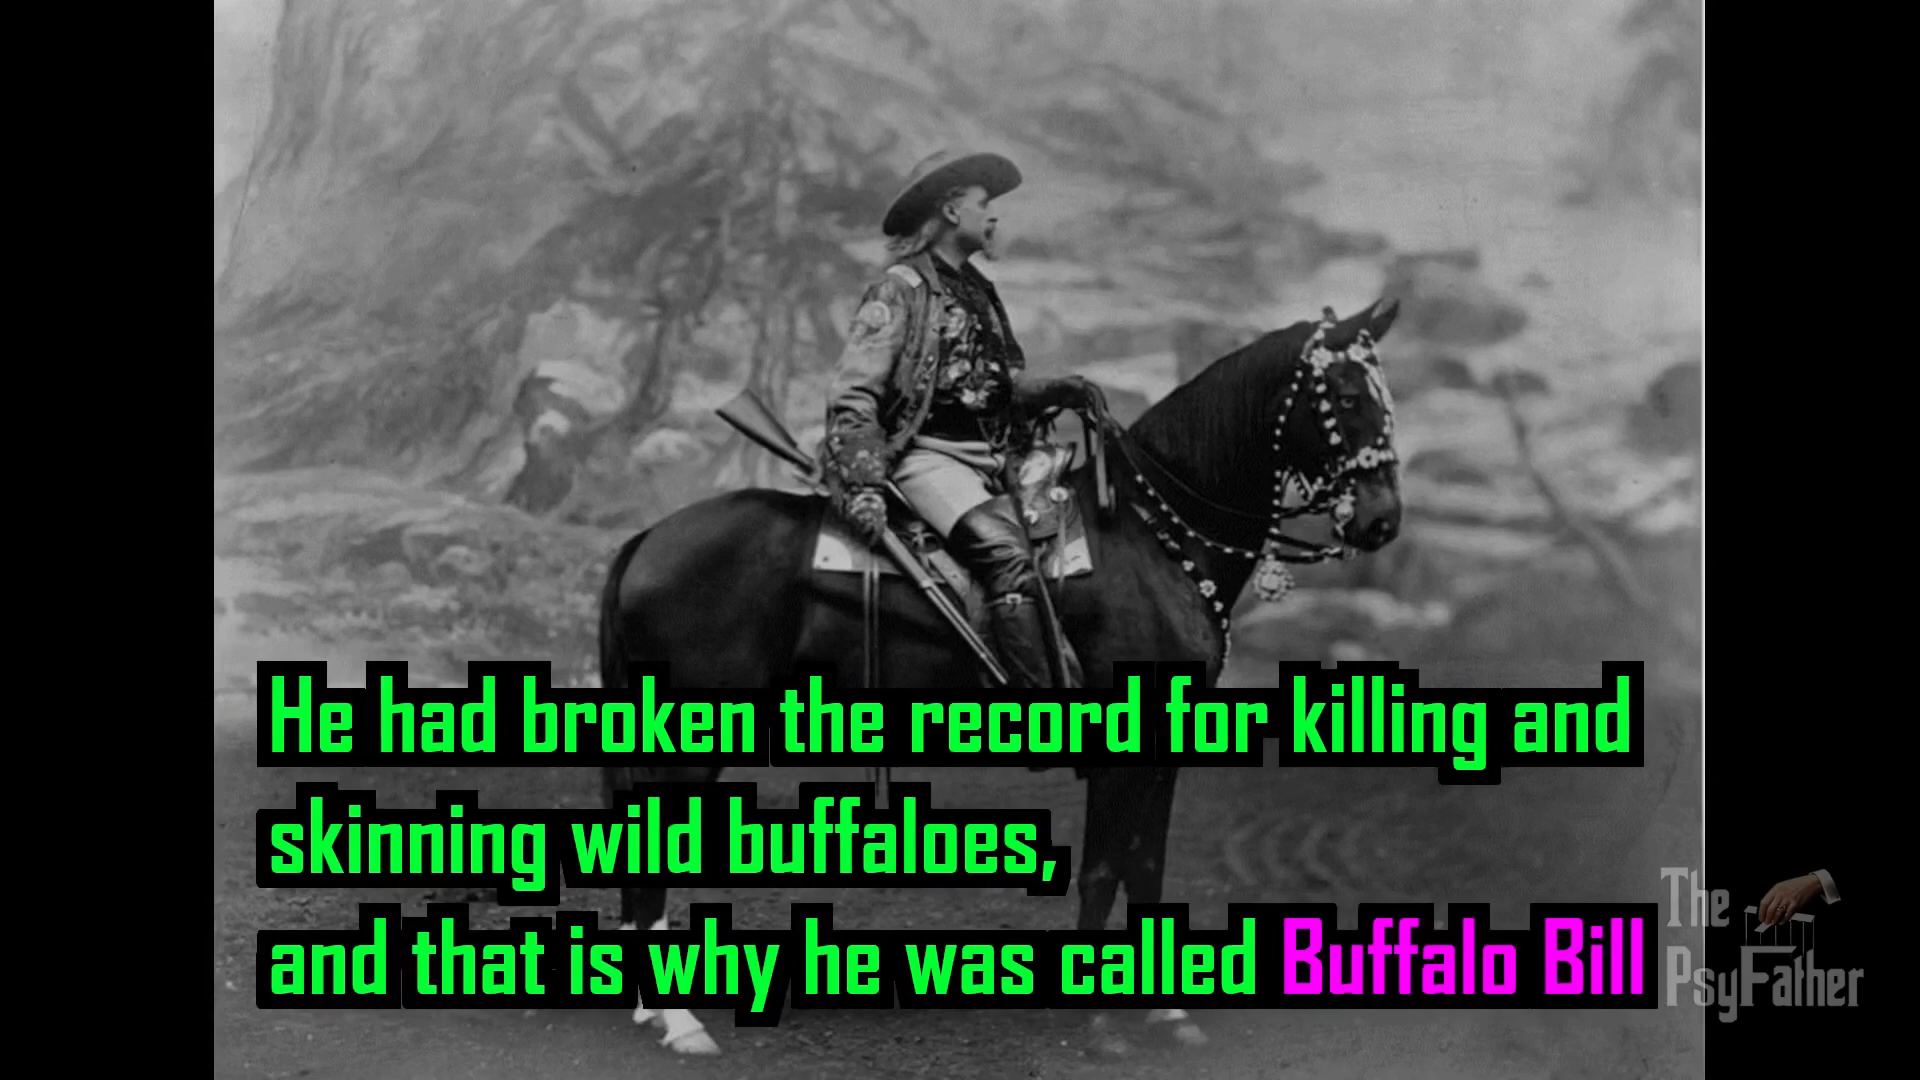 He had broken the record for killing and
skinning wild buffaloes,
and that is why he was called Buffalo Bill
The
PsyFather